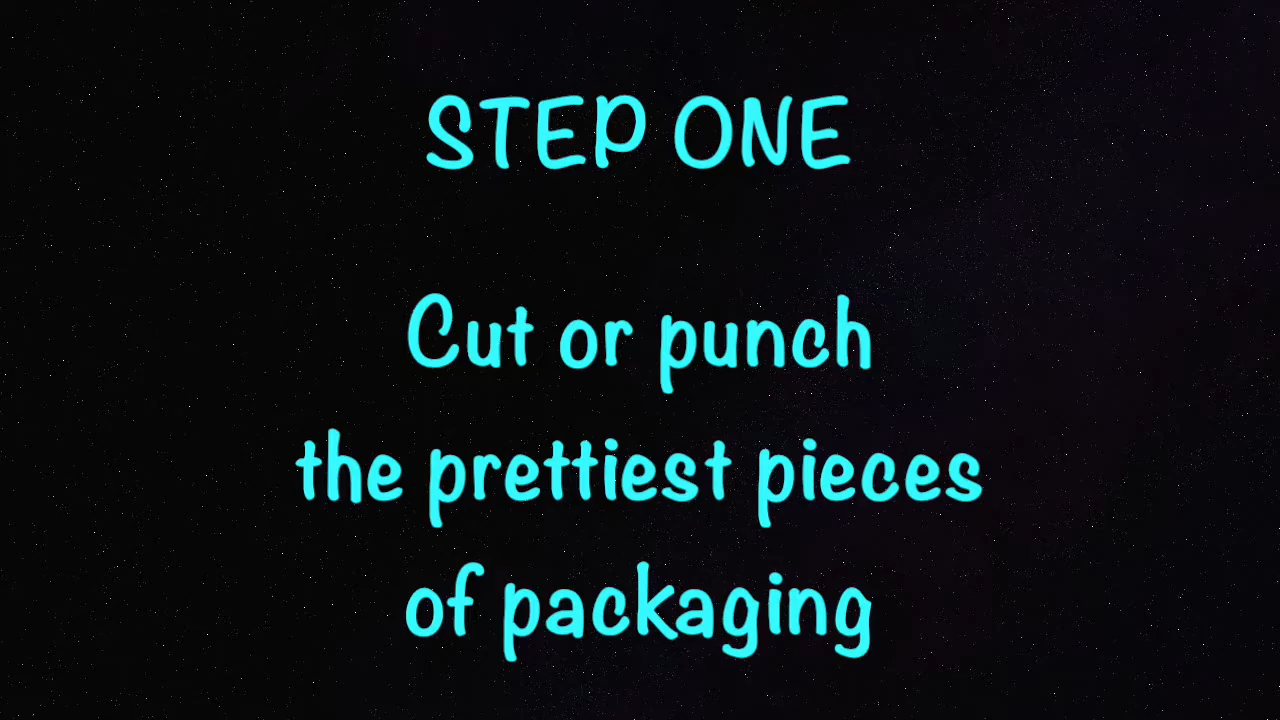 STEP ONE
Cut or punch
the prettiest pieces
of packaging